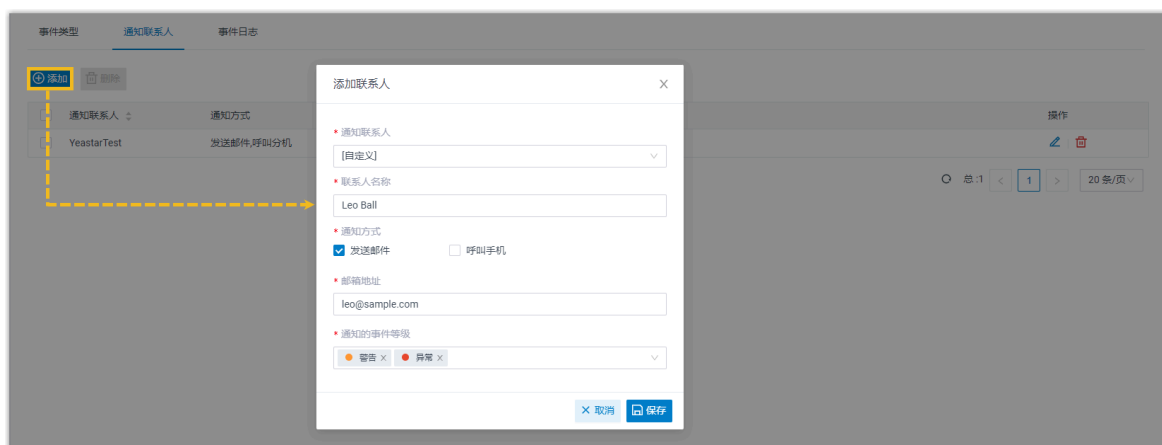 事件类型 通知联系人 事件日志
添加 删除
通知联系人 通知方式 操作
YeastarTest 发送邮件,呼叫分机
总:1 < 1 > 20 条/页
添加联系人 X
* 通知联系人
[自定义]
* 联系人名称
Leo Ball
* 通知方式
发送邮件 呼叫手机
* 邮箱地址
leo@sample.com
* 通知的事件等级
警告 X 异常 X
X 取消 保存